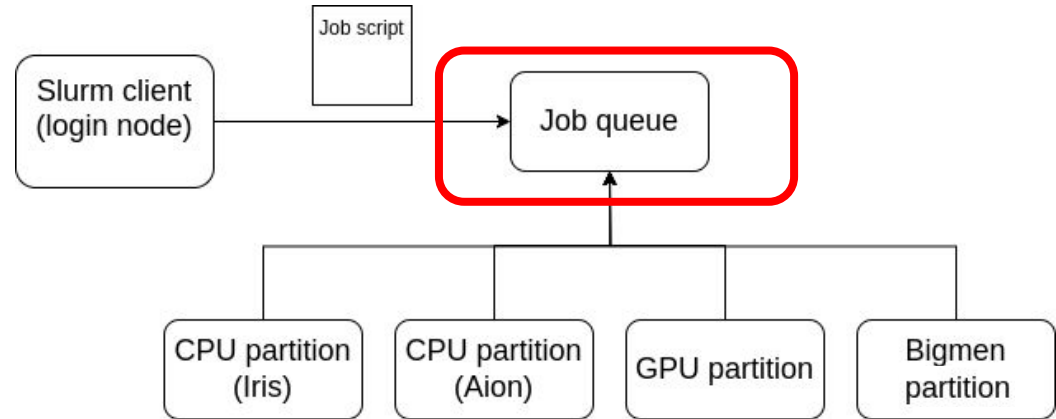 Job script
Slurm client
(login node)
Job queue
CPU partition
(Iris)
CPU partition
(Aion)
GPU partition
Bigmen
partition